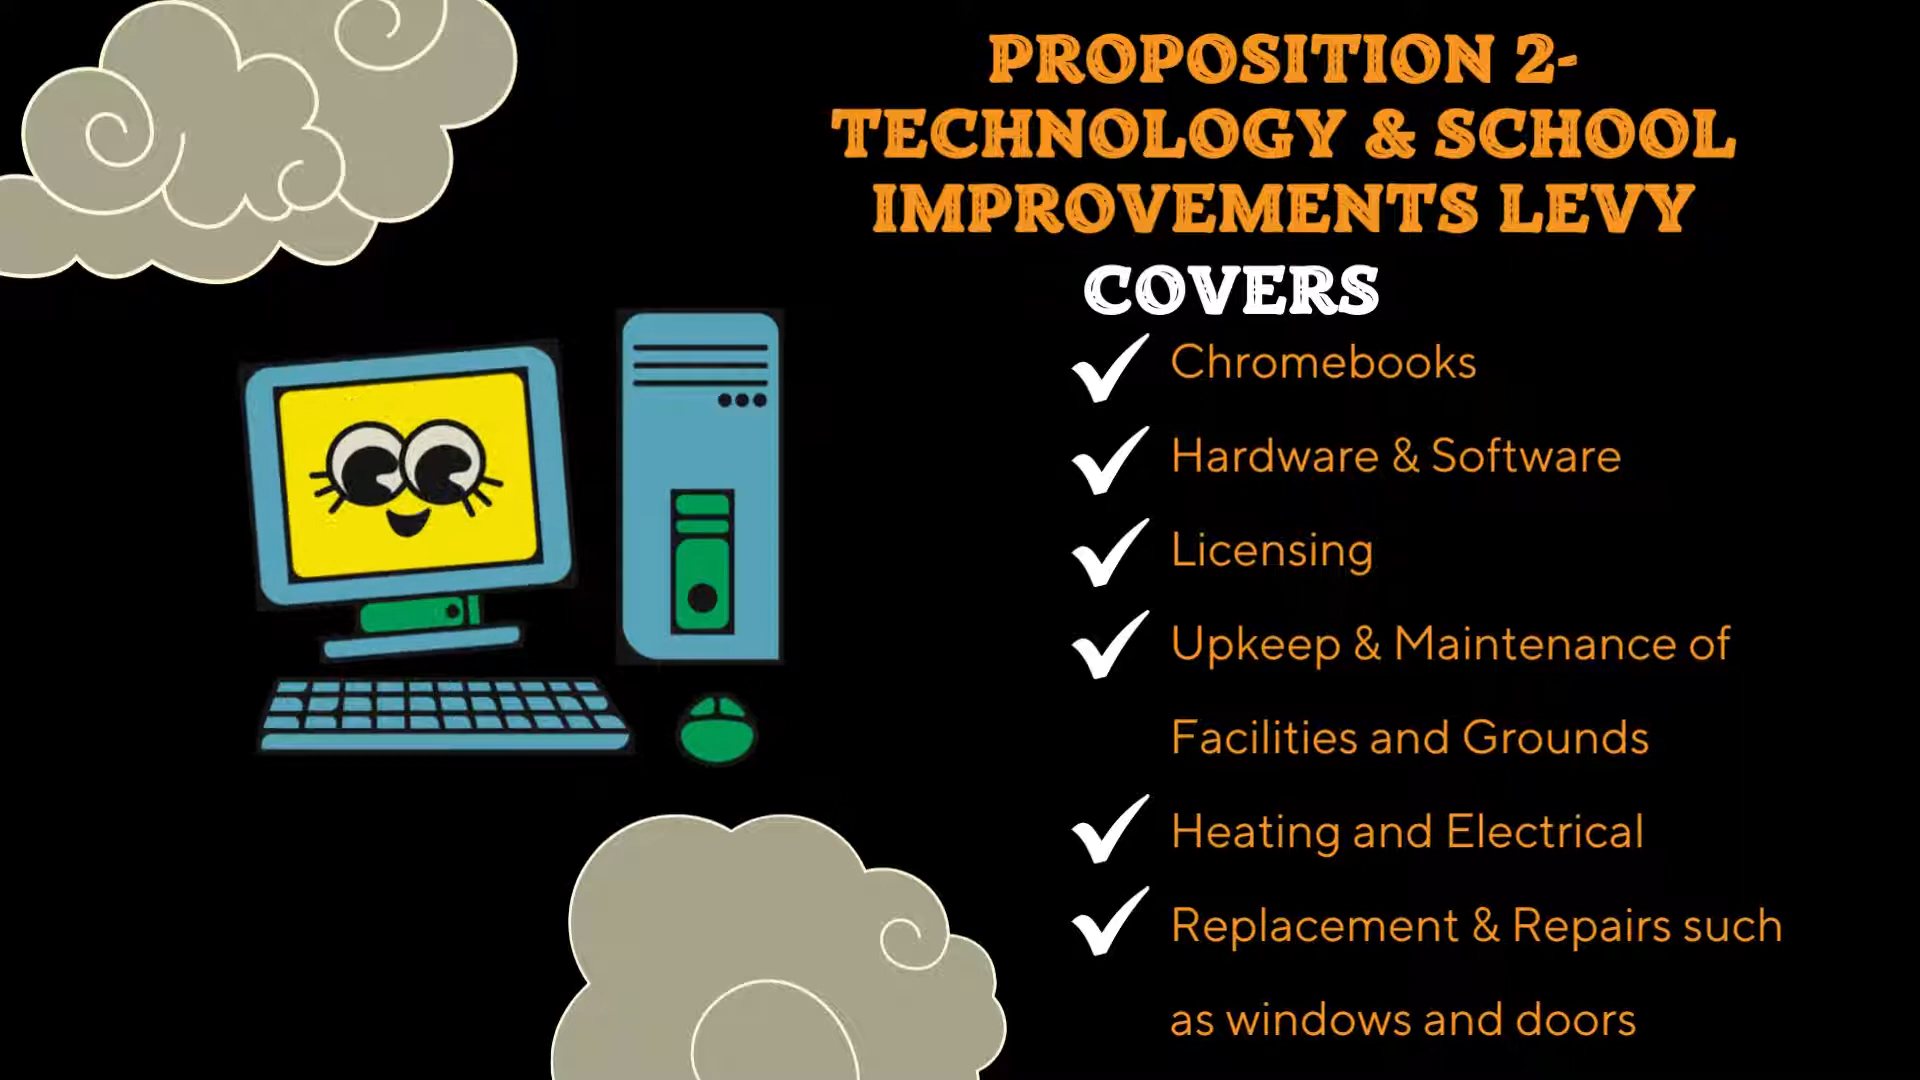 PROPOSITION 2-
TECHNOLOGY & SCHOOL
IMPROVEMENTS LEVY
COVERS
Chromebooks
Hardware & Software
Licensing
Upkeep & Maintenance of
Facilities and Grounds
Heating and Electrical
Replacement & Repairs such
as windows and doors